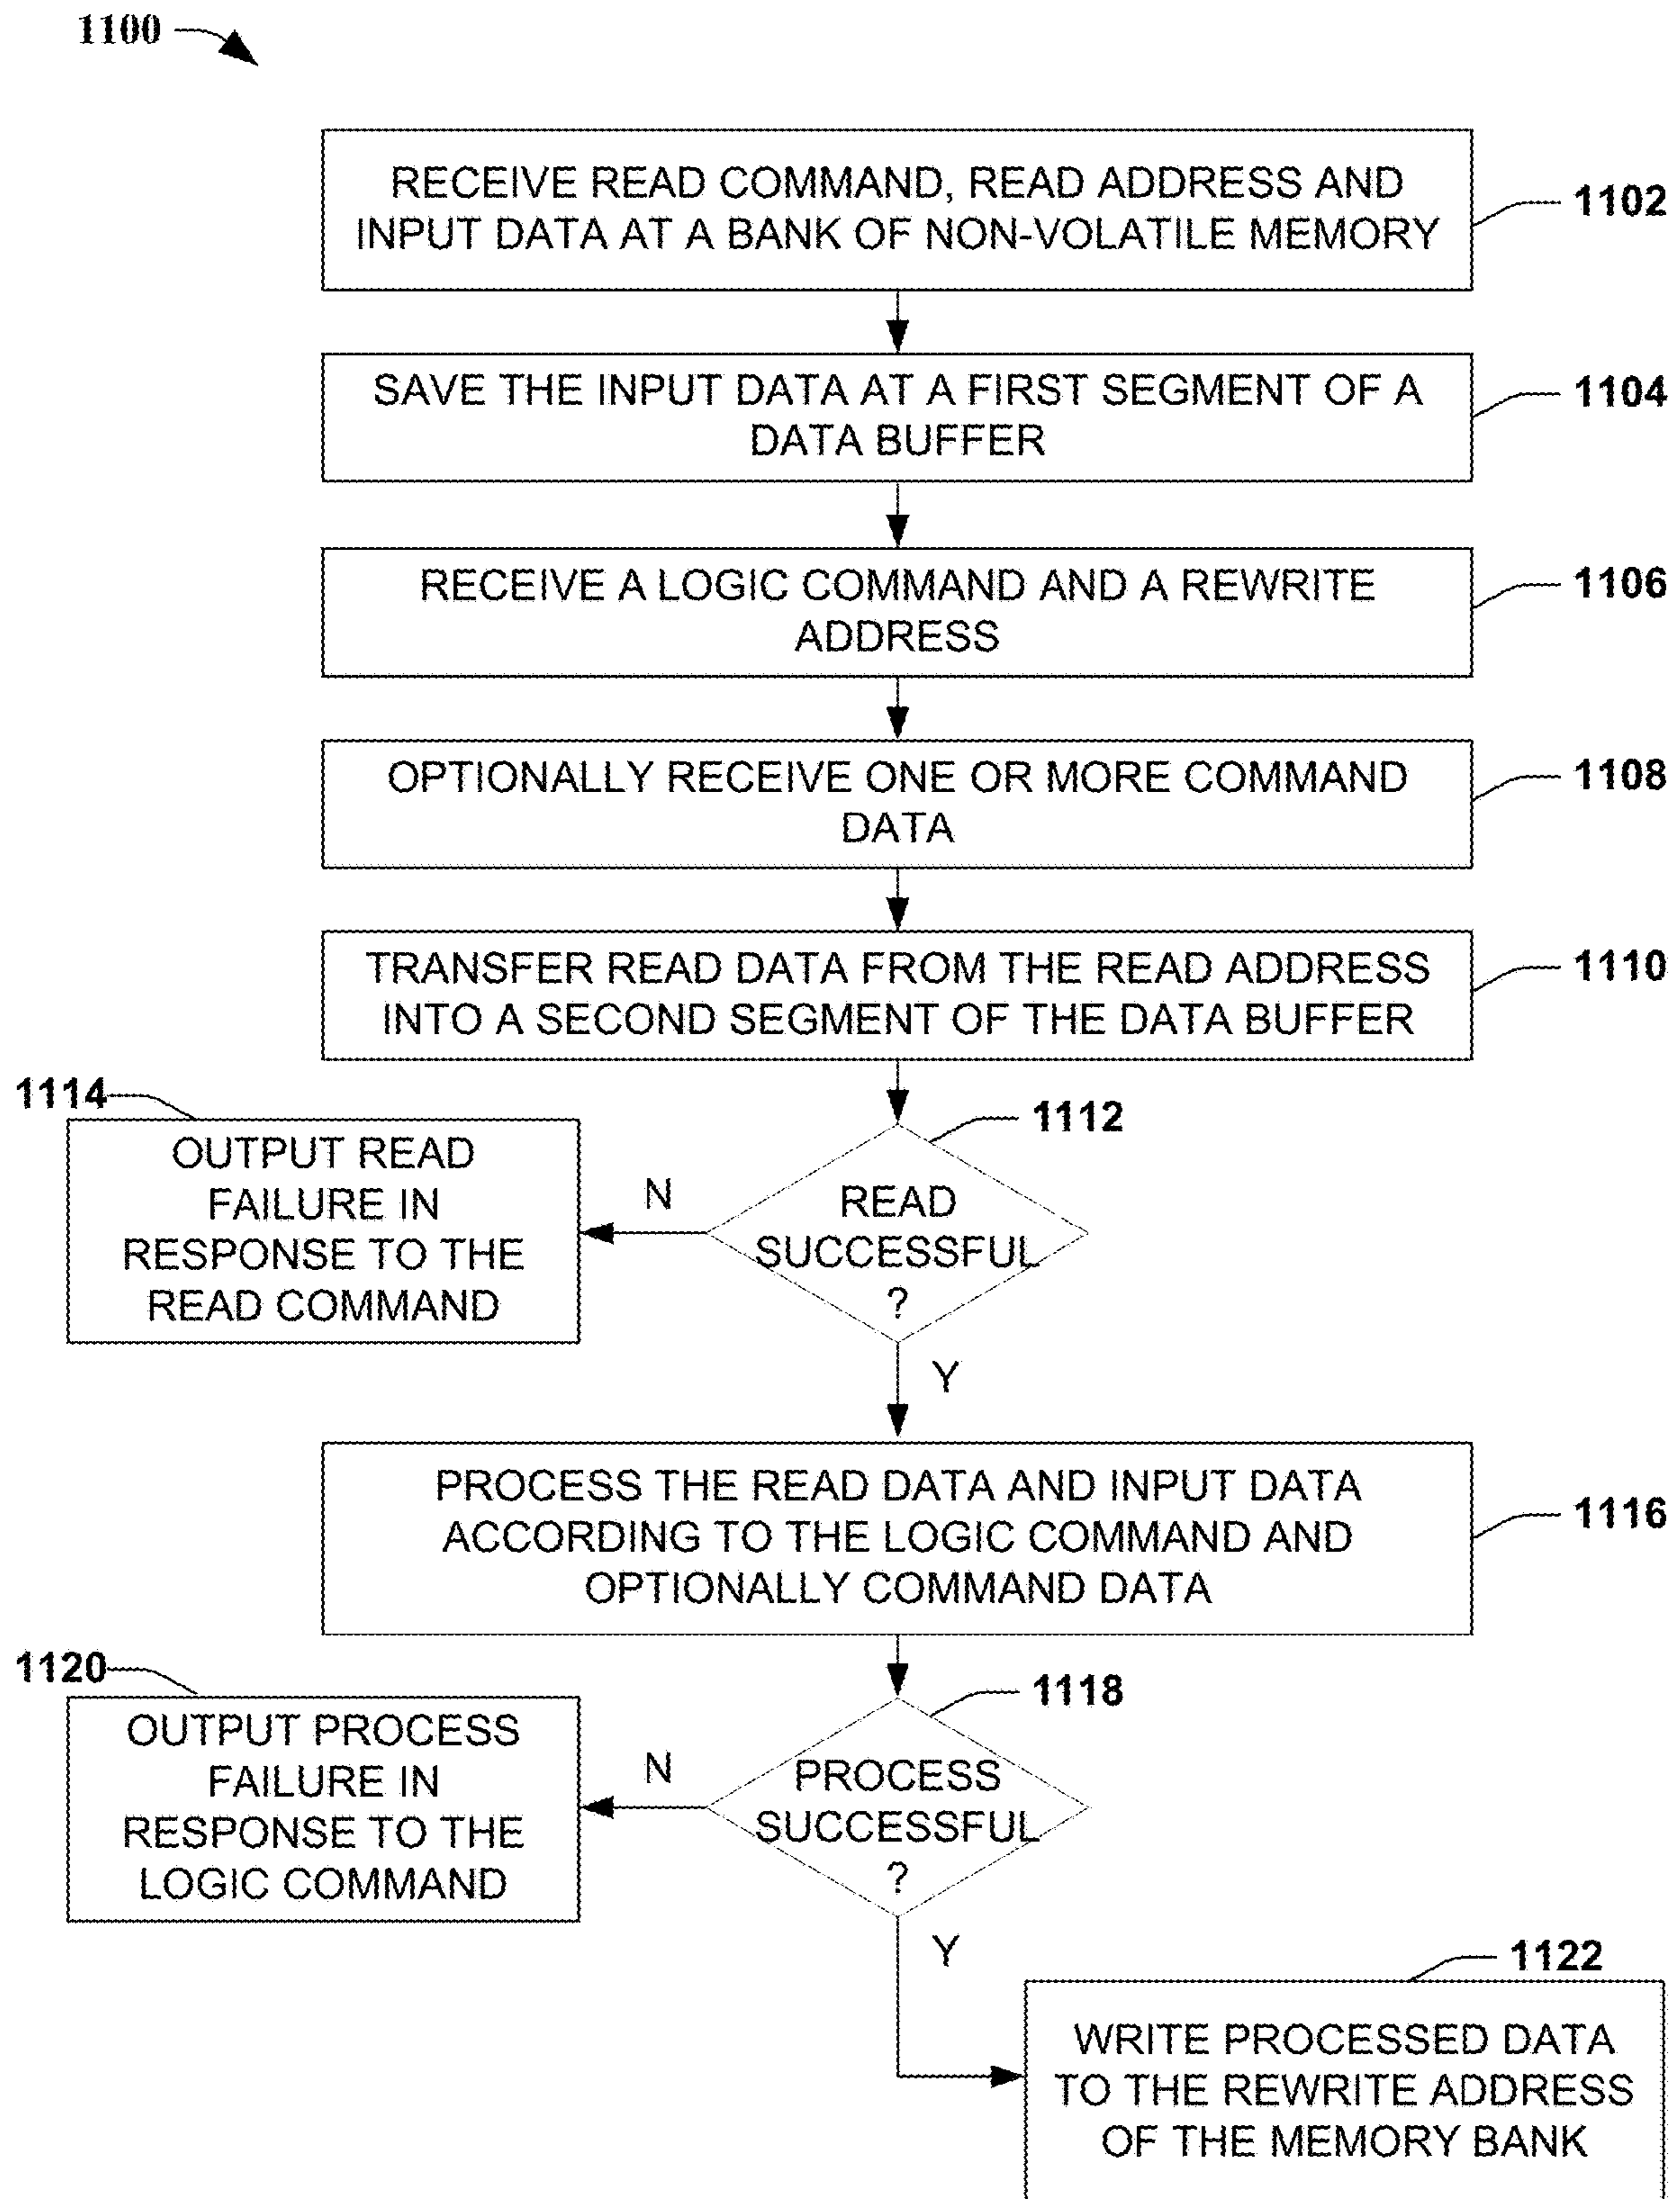 1100
RECEIVE READ COMMAND, READ ADDRESS AND
INPUT DATA AT A BANK OF NON-VOLATILE MEMORY
1102
SAVE THE INPUT DATA AT A FIRST SEGMENT OF A
DATA BUFFER
1104
RECEIVE A LOGIC COMMAND AND A REWRITE
ADDRESS
1106
OPTIONALLY RECEIVE ONE OR MORE COMMAND
DATA
1108
TRANSFER READ DATA FROM THE READ ADDRESS
INTO A SECOND SEGMENT OF THE DATA BUFFER
1110
1114
OUTPUT READ
FAILURE IN
RESPONSE TO THE
READ COMMAND
N
1112
READ
SUCCESSFUL
?
Y
PROCESS THE READ DATA AND INPUT DATA
ACCORDING TO THE LOGIC COMMAND AND
OPTIONALLY COMMAND DATA
1116
1120
OUTPUT PROCESS
FAILURE IN
RESPONSE TO THE
LOGIC COMMAND
N
1118
PROCESS
SUCCESSFUL
?
Y
1122
WRITE PROCESSED DATA
TO THE REWRITE ADDRESS
OF THE MEMORY BANK